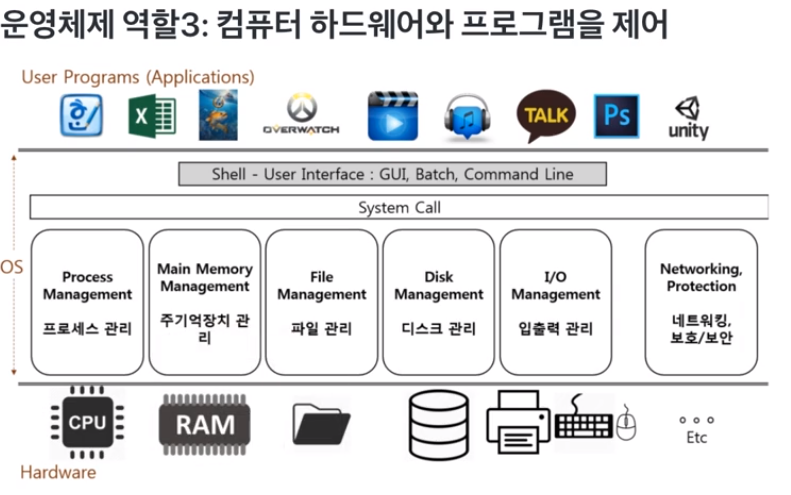 운영체제 역할3: 컴퓨터 하드웨어와 프로그램을 제어
User Programs (Applications)
X
OVERWATCH
TALK
Ps
unity
Shell - User Interface : GUI, Batch, Command Line
System Call
OS
Process
Management
프로세스 관리
Main Memory
Management
주기억장치 관
리
File
Management
파일 관리
Disk
Management
디스크 관리
I/O
Management
입출력 관리
Networking,
Protection
네트워킹,
보호/보안
CPU
RAM
Etc
Hardware